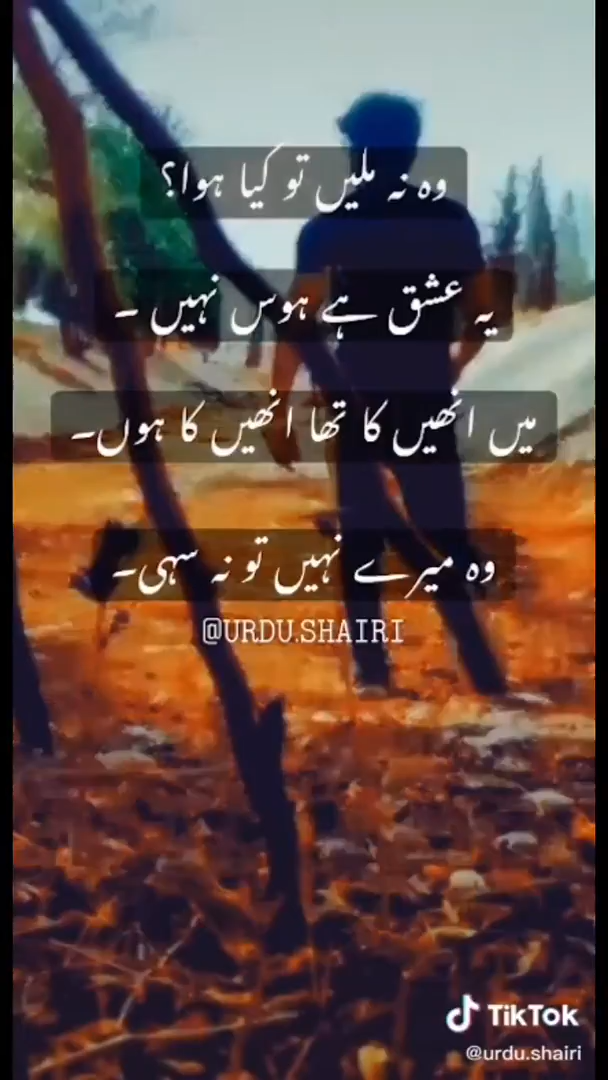 وہ نہ ملیں تو کیا ہوا؟
یہ عشق ہے ہوس نہیں ۔
میں انھیں کا تھا انھیں کا ہوں۔
وہ میرے نہیں تو نہ سہی۔
@URDU.SHAIRI
TikTok
@urdu.shairi